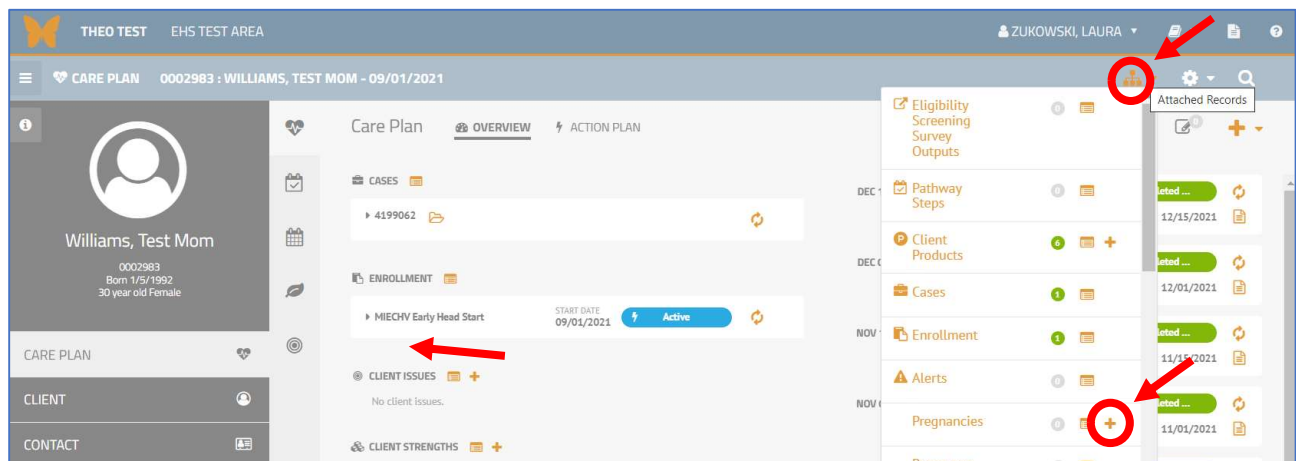 THEO TEST EHS TEST AREA ZUKOWSKI, LAURA
CARE PLAN 0002983 : WILLIAMS, TEST MOM - 09/01/2021
Attached Records
Williams, Test Mom
0002983
Born 1/5/1992
30 year old Female
CARE PLAN
CLIENT
CONTACT
Care Plan OVERVIEW ACTION PLAN
CASES
4199062
ENROLLMENT
MIECHV Early Head Start START DATE
09/01/2021 Active
CLIENT ISSUES
No client issues.
CLIENT STRENGTHS
DEC
DEC
NOV
NOV
Eligibility
Screening
Survey
Outputs
0
Pathway
Steps
0
Client
Products
6
Cases 1
Enrollment 1
Alerts 0
Pregnancies 0
0
12/15/2021
12/01/2021
11/15/2021
11/01/2021